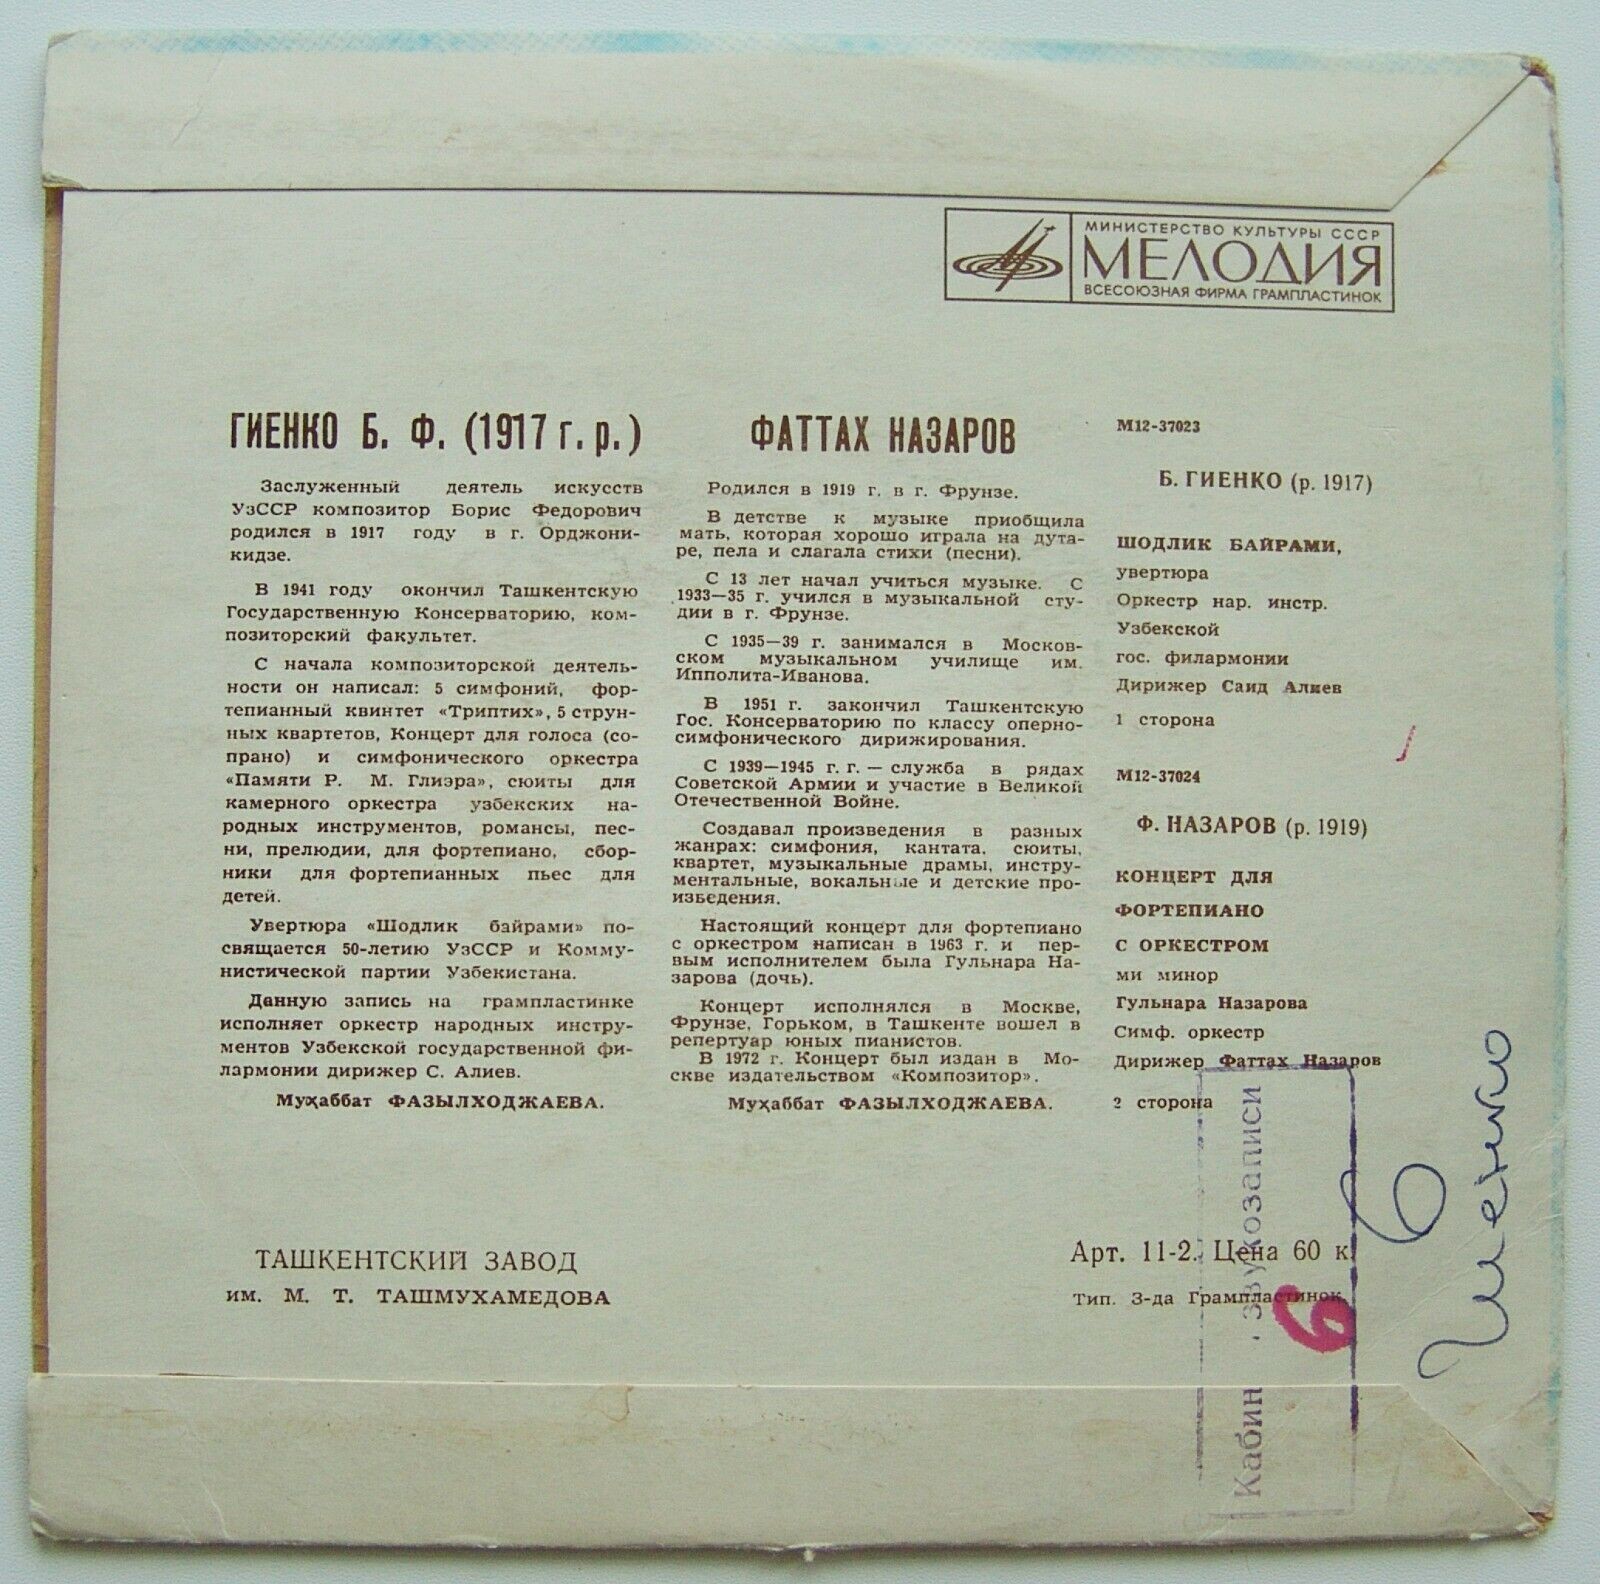 МИНИСТЕРСТВО КУЛЬТУРЫ СССР
МЕЛОДИЯ
ВСЕСОЮЗНАЯ ФИРМА ГРАМПЛАСТИНОК
ГИЕНКО Б. Ф. (1917 г. р.)
Заслуженный деятель искусств
УзССР композитор Борис Федорович
родился в 1917 году в г. Орджони-
кидзе.
В 1941 году окончил Ташкентскую
Государственную Консерваторию, ком-
позиторский факультет.
С начала композиторской деятель-
ности он написал: 5 симфоний, фор-
тепианный квинтет «Триптих», 5 струн-
ных квартетов, Концерт для голоса (со-
прано) и симфонического оркестра
«Памяти Р. М. Глиэра», сюиты для
камерного оркестра узбекских на-
родных инструментов, романсы, пес-
ни, прелюдии, для фортепиано, сбор-
ники для фортепианных пьес для
детей.
Увертюра «Шодлик байрами» по-
свящается 50-летию УзССР и Комму-
нистической партии Узбекистана.
Данную запись на грампластинке
исполняет оркестр народных инстру-
ментов Узбекской государственной фи-
лармонии дирижер С. Алиев.
Муҳаббат ФАЗЫЛХОДЖАЕВА.
ФАТТАХ НАЗАРОВ
Родился в 1919 г. в г. Фрунзе.
В детстве к музыке приобщила
мать, которая хорошо играла на дута-
ре, пела и слагала стихи (песни).
С 13 лет начал учиться музыке. С
1933—35 г. учился в музыкальной сту-
дии в г. Фрунзе.
С 1935—39 г. занимался в Москов-
ском музыкальном училище им.
Ипполита-Иванова.
В 1951 г. закончил Ташкентскую
Гос. Консерваторию по классу оперно-
симфонического дирижирования.
С 1939—1945 г. г. — служба в рядах
Советской Армии и участие в Великой
Отечественной Войне.
Создавал произведения в разных
жанрах: симфония, кантата, сюиты,
квартет, музыкальные драмы, инстру-
ментальные, вокальные и детские про-
изведения.
Настоящий концерт для фортепиано
с оркестром написан в 1963 г. и пер-
вым исполнителем была Гульнара На-
зарова (дочь).
Концерт исполнялся в Москве,
Фрунзе, Горьком, в Ташкенте вошел в
репертуар юных пианистов.
В 1972 г. Концерт был издан в Мо-
скве издательством «Композитор».
Муҳаббат ФАЗЫЛХОДЖАЕВА.
М12-37023
Б. ГИЕНКО (р. 1917)
ШОДЛИК БАЙРАМИ,
увертюра
Оркестр нар. инстр.
Узбекской
гос. филармонии
Дирижер Саид Алиев
1 сторона
М12-37024
Ф. НАЗАРОВ (р. 1919)
КОНЦЕРТ ДЛЯ
ФОРТЕПИАНО
С ОРКЕСТРОМ
ми минор
Гульнара Назарова
Симф. оркестр
Дирижер Фаттах Назаров
2 сторона
ТАШКЕНТСКИЙ ЗАВОД
им. М. Т. ТАШМУХАМЕДОВА
Арт. 11-2. Цена 60 к.
Тип. З-да Грампластинок.
Кабин звукозаписи
6
6
Гиенко